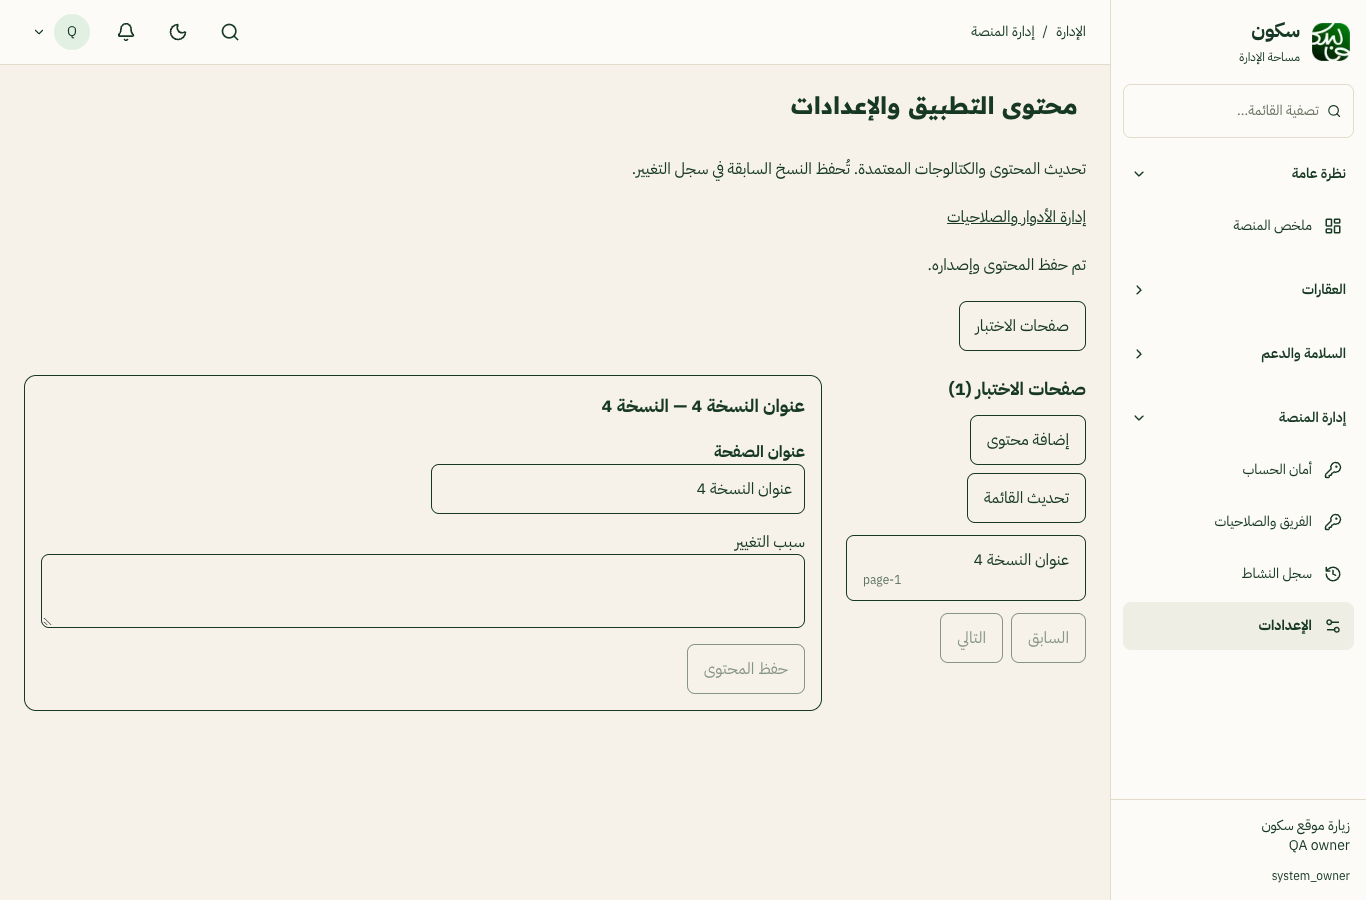 سكون
مساحة الإدارة
تصفية القائمة...
نظرة عامة
ملخص المنصة
العقارات
السلامة والدعم
إدارة المنصة
أمان الحساب
الفريق والصلاحيات
سجل النشاط
الإعدادات
زيارة موقع سكون
QA owner
system_owner
الإدارة / إدارة المنصة
Q
محتوى التطبيق والإعدادات
تحديث المحتوى والكتالوجات المعتمدة. تُحفظ النسخ السابقة في سجل التغيير.
إدارة الأدوار والصلاحيات
تم حفظ المحتوى وإصداره.
صفحات الاختبار
صفحات الاختبار (1)
إضافة محتوى
تحديث القائمة
عنوان النسخة 4
page-1
السابق
التالي
عنوان النسخة 4 — النسخة 4
عنوان الصفحة
عنوان النسخة 4
سبب التغيير
حفظ المحتوى